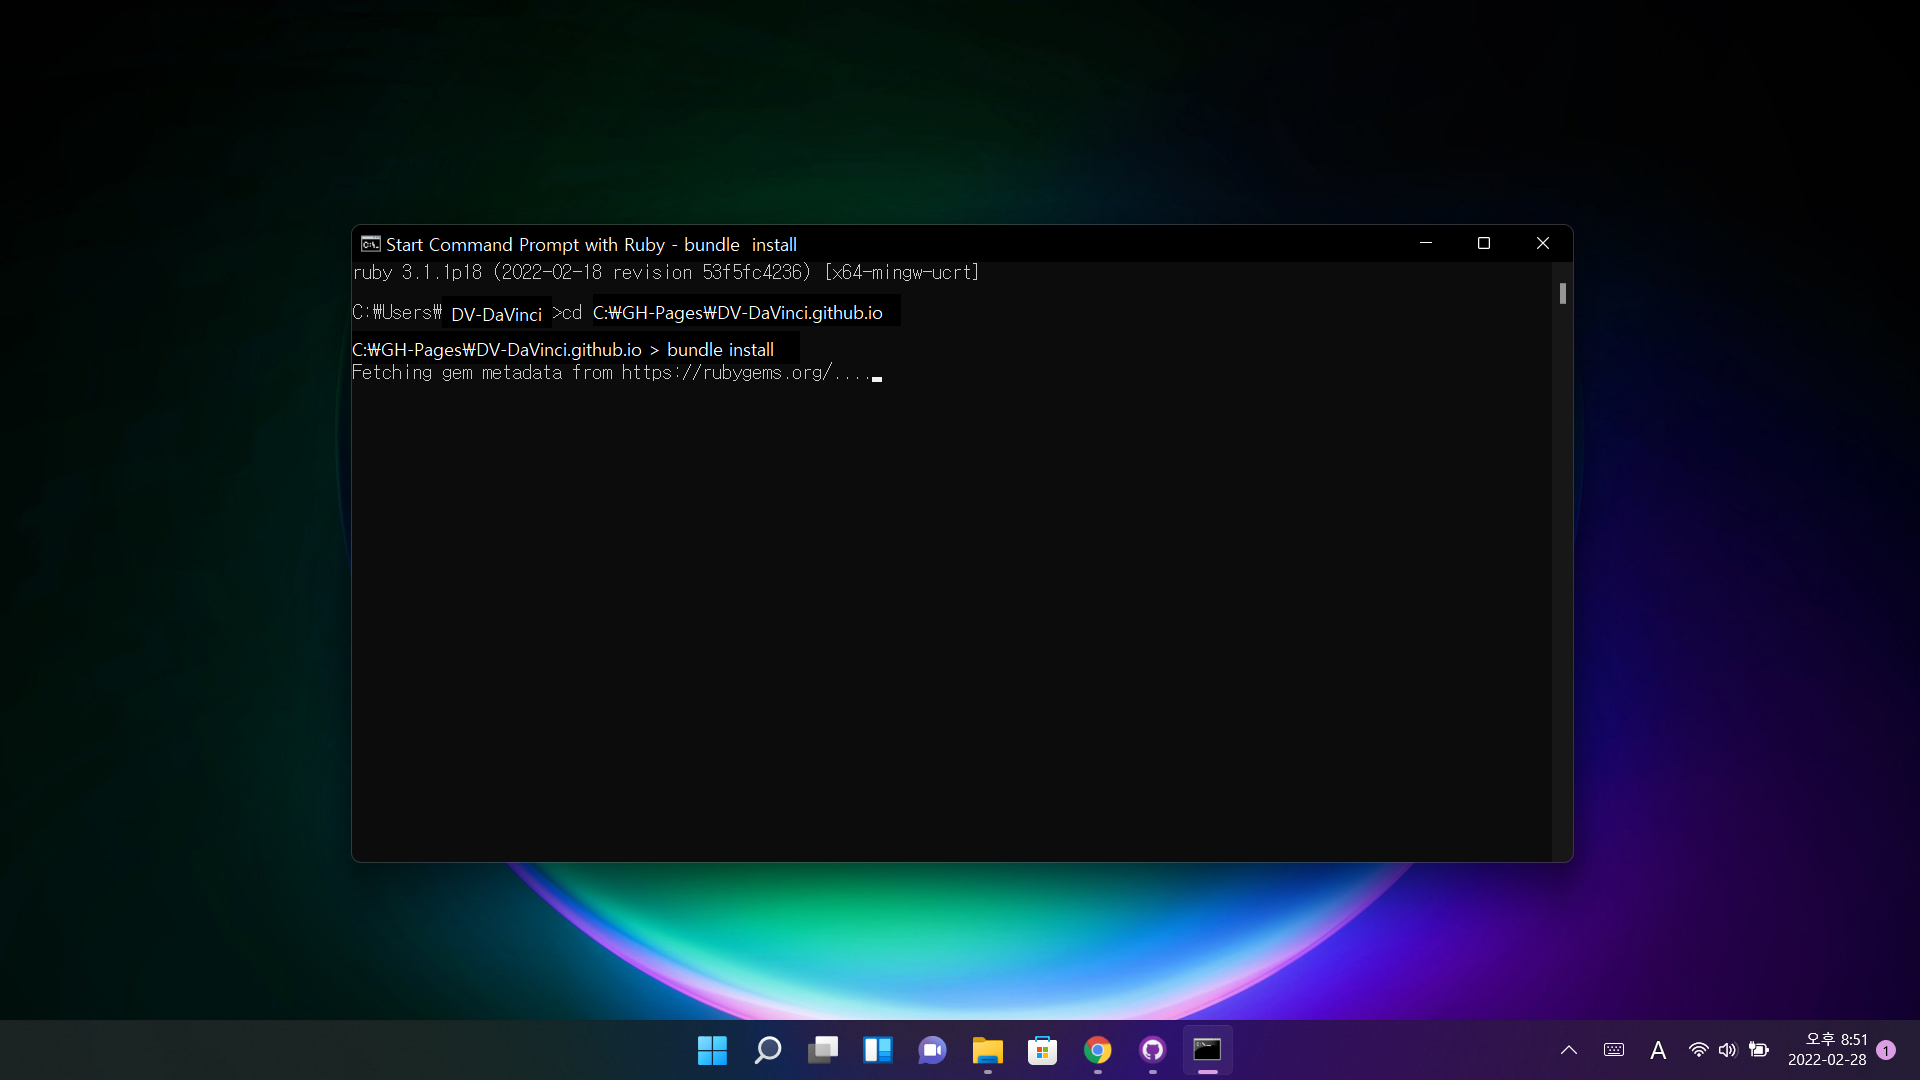 Start Command Prompt with Ruby - bundle  install
ruby 3.1.1p18 (2022-02-18 revision 53f5fc4236) [x64-mingw-ucrt]
C:₩Users₩ DV-DaVinci >cd C:₩GH-Pages₩DV-DaVinci.github.io
C:₩GH-Pages₩DV-DaVinci.github.io > bundle install
Fetching gem metadata from https://rubygems.org/....
A
오후 8:51
2022-02-28
1